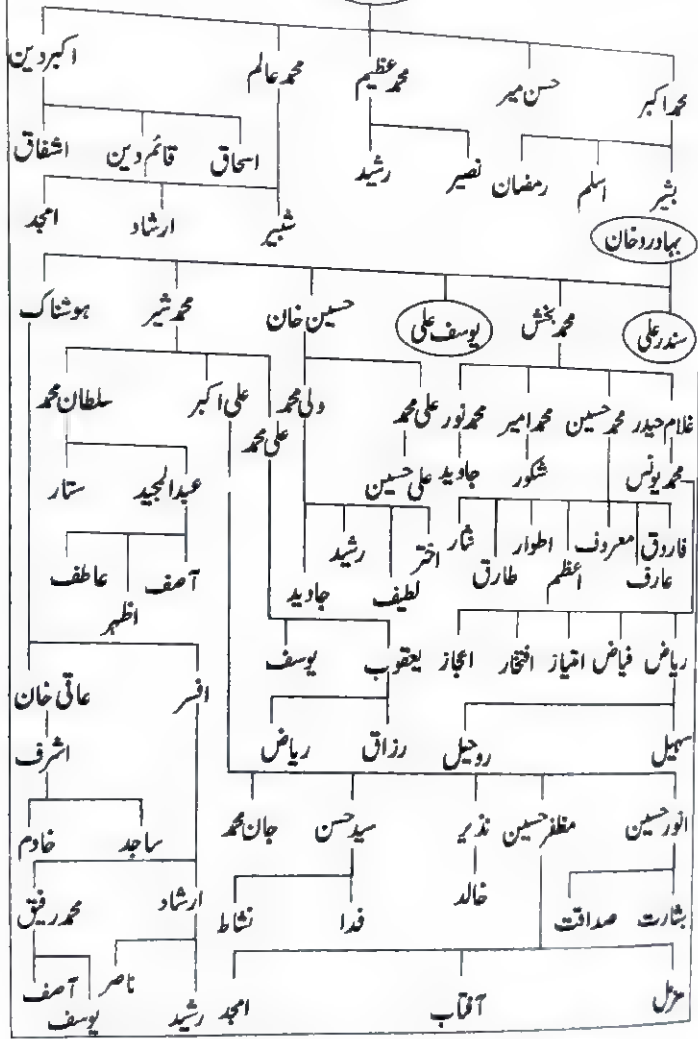 محمد اکبر حسن میر محمد عظیم محمد عالم اکبر دین
بشیر اسلم رمضان نصیر رشید اسحاق قائم دین اشفاق
شبیر ارشاد امجد
بہادرو خان
سندر علی محمد بخش یوسف علی حسین خان محمد شیر ہوشناک
غلام حیدر محمد حسین محمد امیر محمد نور علی محمد ولی محمد علی محمد علی اکبر سلطان محمد
محمد یونس شکور جاوید علی حسین عبدالمجید ستار
فاروق عارف معروف اعظم اطوار طارق نثار اختر لطیف رشید جاوید آصف اظہر عاطف
ریاض فیاض امتیاز افتخار اعجاز یعقوب یوسف افسر عاقی خان
سہیل روحیل رزاق ریاض اشرف
انور حسین مظفر حسین نذیر سید حسن جان محمد ساجد خادم
بشارت صداقت خالد فدا نشاط ارشاد محمد رفیق
مزمل آفتاب امجد رشید ناصر یوسف آصف